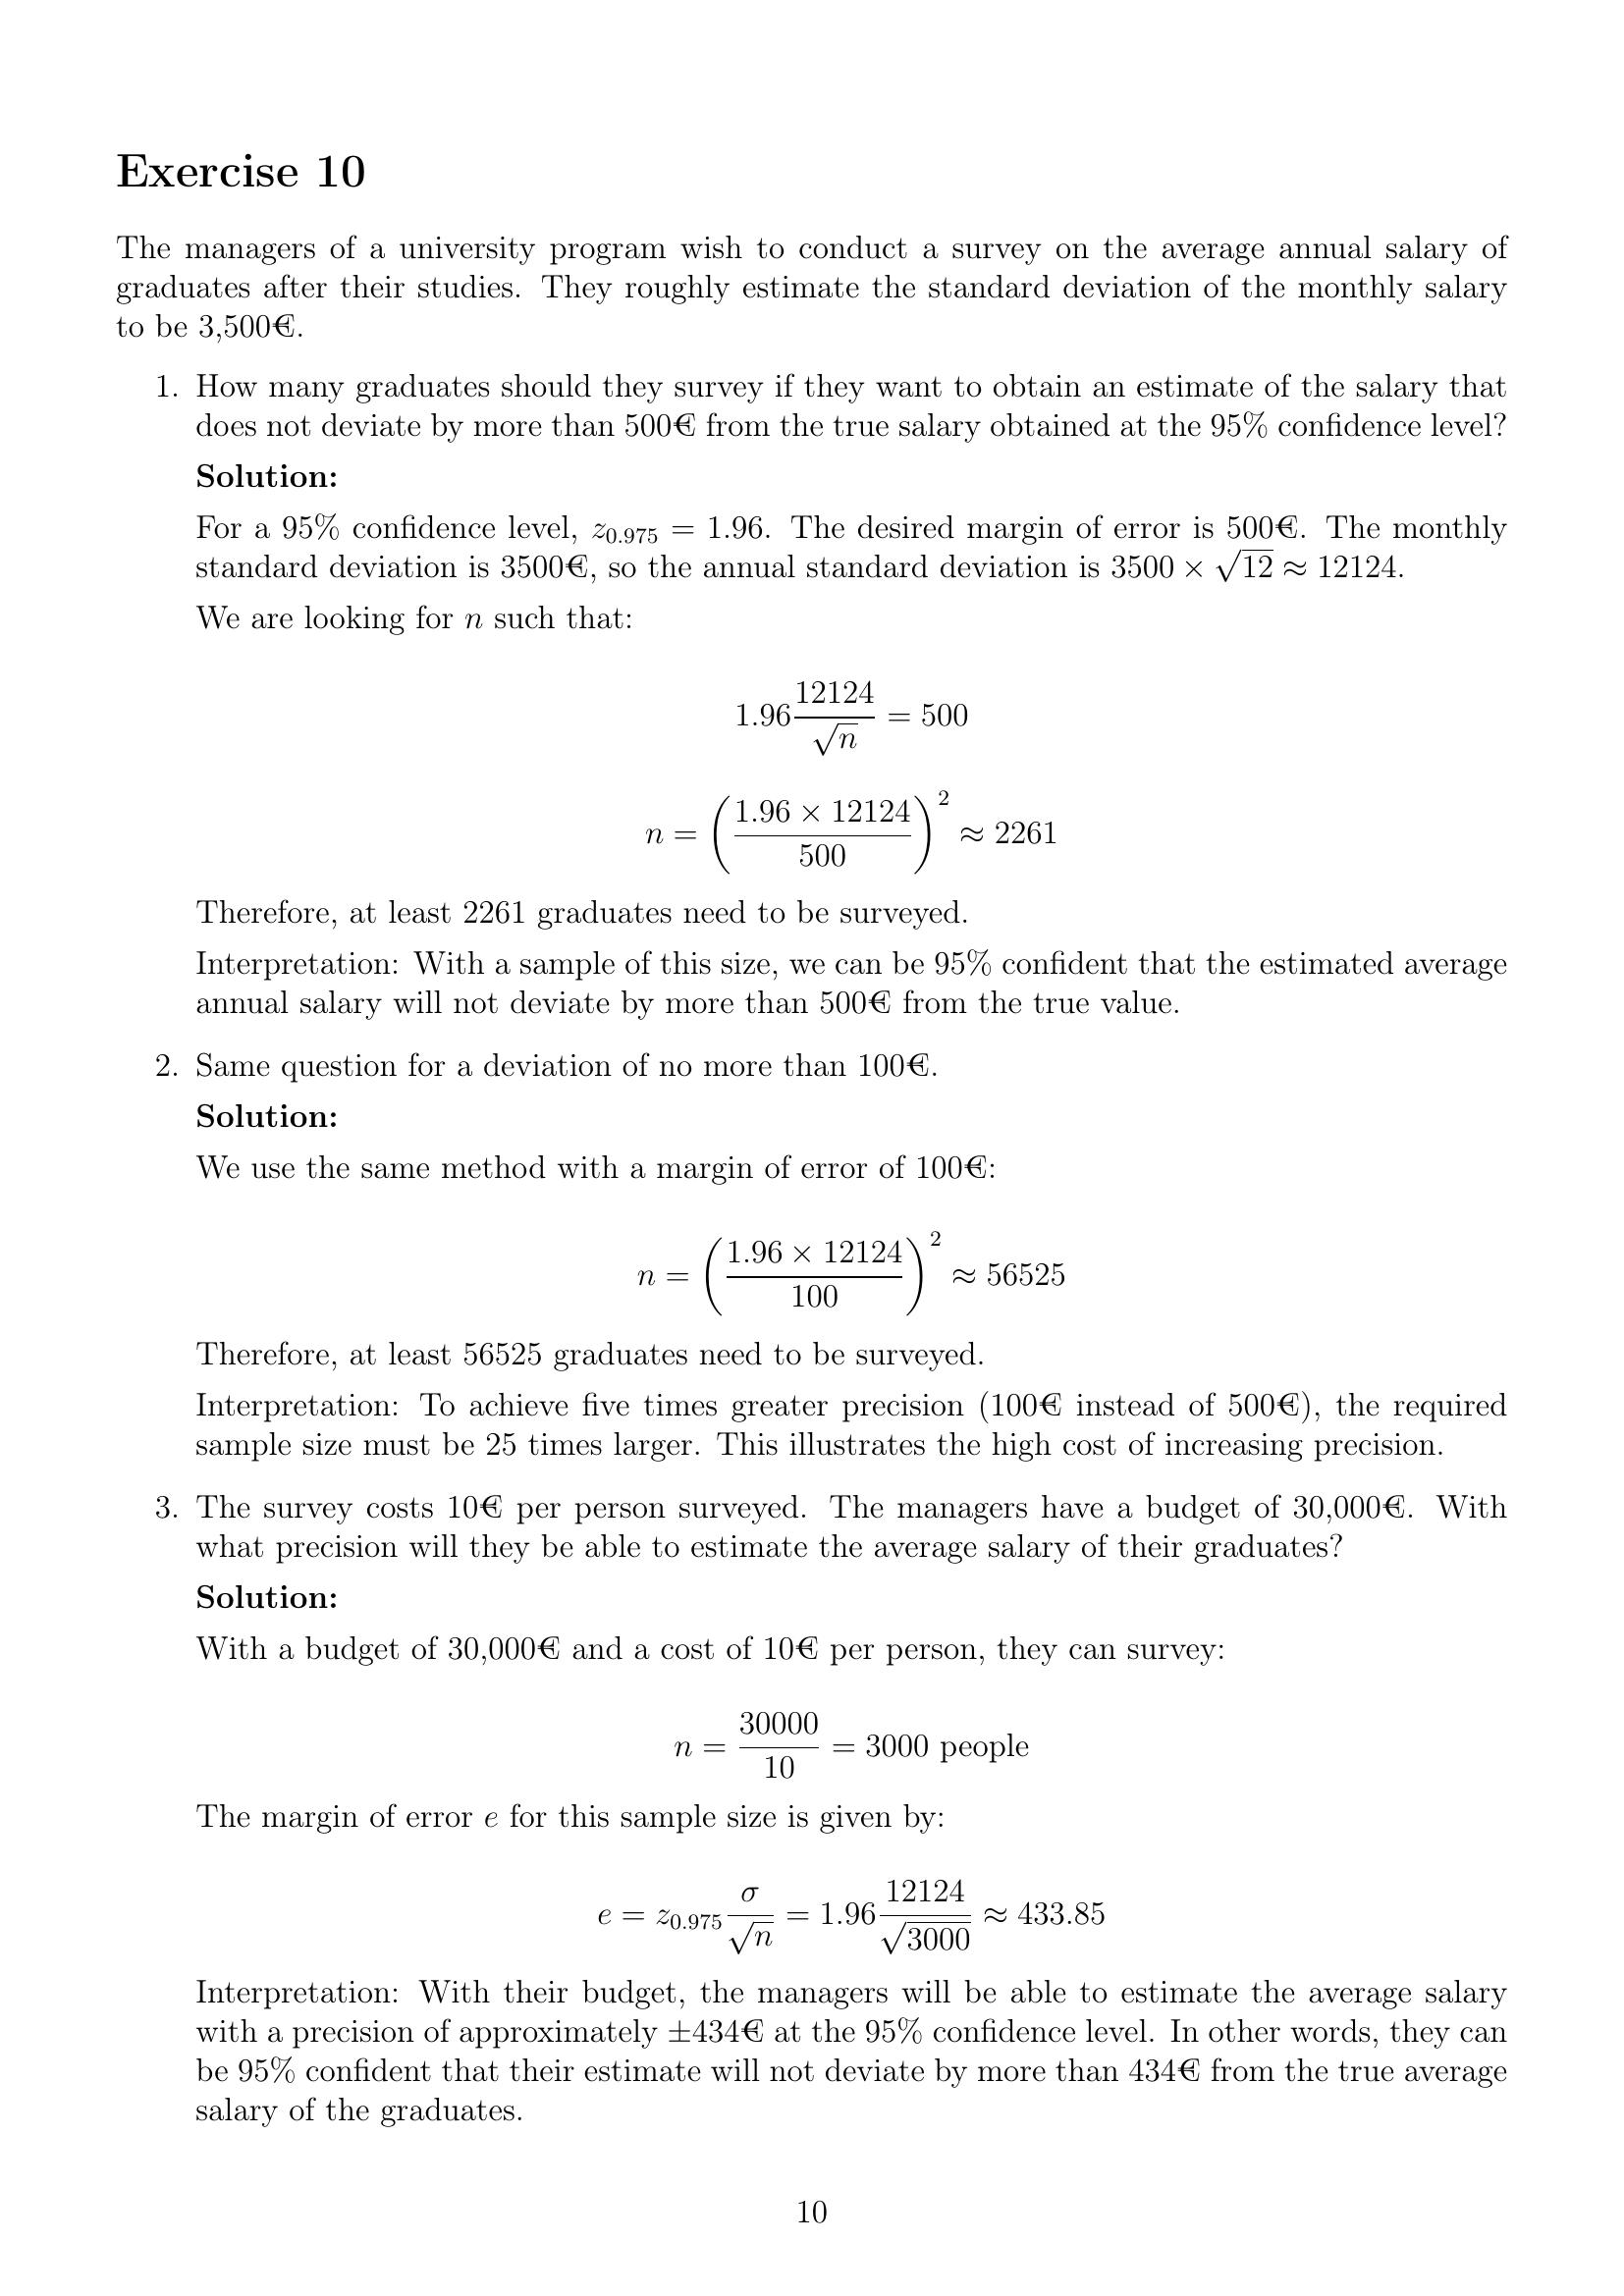 Exercise 10
The managers of a university program wish to conduct a survey on the average annual salary of
graduates after their studies. They roughly estimate the standard deviation of the monthly salary
to be 3,500€.
1. How many graduates should they survey if they want to obtain an estimate of the salary that
does not deviate by more than 500€ from the true salary obtained at the 95% confidence level?
Solution:
For a 95% confidence level, z_{0.975} = 1.96. The desired margin of error is 500€. The monthly
standard deviation is 3500€, so the annual standard deviation is 3500 × √12 ≈ 12124.
We are looking for n such that:
1.96 \frac{12124}{\sqrt{n}} = 500
n = \left( \frac{1.96 × 12124}{500} \right)^2 ≈ 2261
Therefore, at least 2261 graduates need to be surveyed.
Interpretation: With a sample of this size, we can be 95% confident that the estimated average
annual salary will not deviate by more than 500€ from the true value.
2. Same question for a deviation of no more than 100€.
Solution:
We use the same method with a margin of error of 100€:
n = \left( \frac{1.96 × 12124}{100} \right)^2 ≈ 56525
Therefore, at least 56525 graduates need to be surveyed.
Interpretation: To achieve five times greater precision (100€ instead of 500€), the required
sample size must be 25 times larger. This illustrates the high cost of increasing precision.
3. The survey costs 10€ per person surveyed. The managers have a budget of 30,000€. With
what precision will they be able to estimate the average salary of their graduates?
Solution:
With a budget of 30,000€ and a cost of 10€ per person, they can survey:
n = \frac{30000}{10} = 3000 people
The margin of error e for this sample size is given by:
e = z_{0.975} \frac{σ}{\sqrt{n}} = 1.96 \frac{12124}{\sqrt{3000}} ≈ 433.85
Interpretation: With their budget, the managers will be able to estimate the average salary
with a precision of approximately ±434€ at the 95% confidence level. In other words, they can
be 95% confident that their estimate will not deviate by more than 434€ from the true average
salary of the graduates.
10